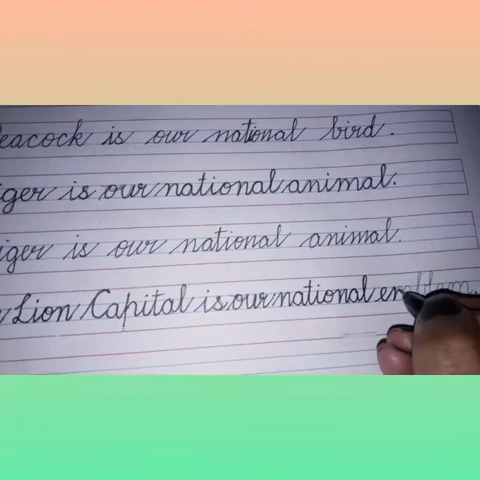 eacock is our national bird.
iger is our national animal.
iger is our national animal.
Lion Capital is our national emblem.